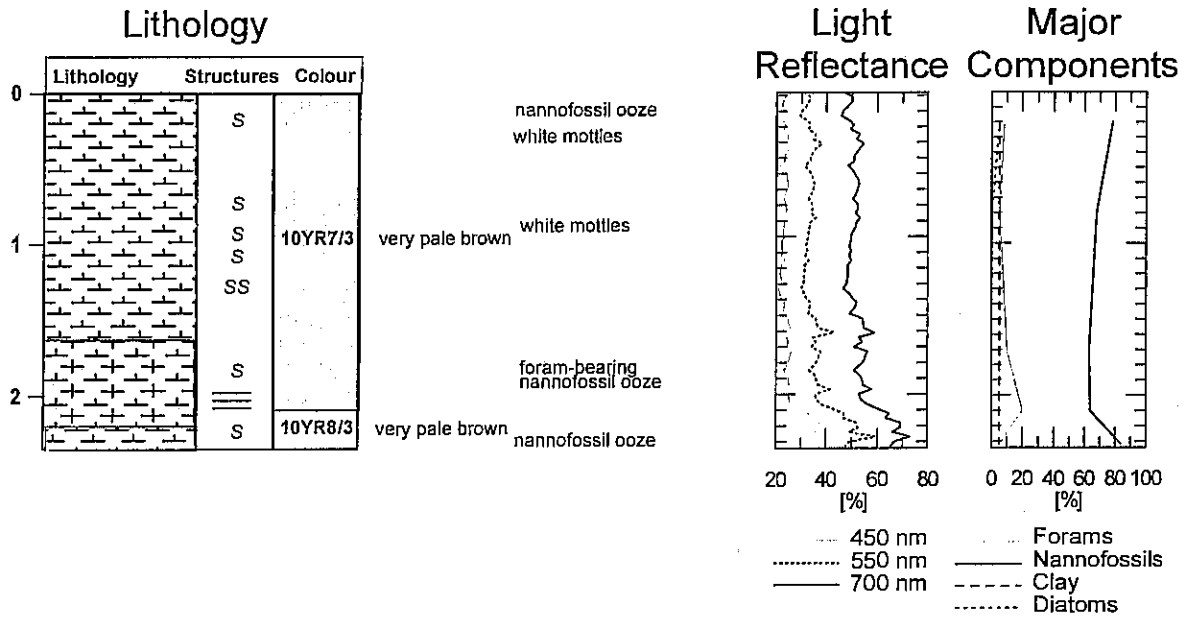 Lithology
Lithology Structures Colour
0
S
nannofossil ooze
white mottles
S
white mottles
S
1
10YR7/3
very pale brown
S
SS
foram-bearing
S
nannofossil ooze
2
10YR8/3
very pale brown
S
nannofossil ooze
Light
Reflectance
20 40 60 80
[%]
450 nm
550 nm
700 nm
Major
Components
0 20 40 60 80 100
[%]
Forams
Nannofossils
Clay
Diatoms